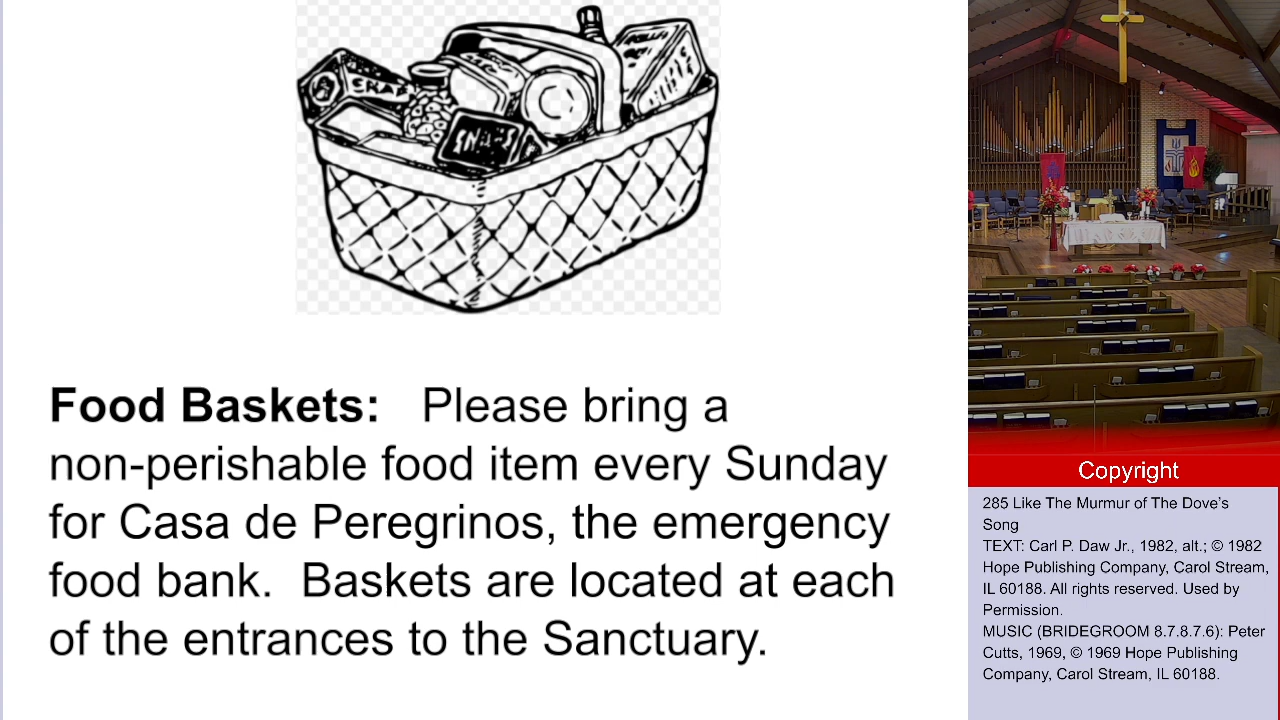 SNAPS
Food Baskets: Please bring a
non-perishable food item every Sunday
for Casa de Peregrinos, the emergency
food bank. Baskets are located at each
of the entrances to the Sanctuary.
Copyright
285 Like The Murmur of The Dove’s
Song
TEXT: Carl P. Daw Jr., 1982, alt.; © 1982
Hope Publishing Company, Carol Stream,
IL 60188. All rights reserved. Used by
Permission.
MUSIC (BRIDEGROOM 8.7.8.7.6): Peter
Cutts, 1969, © 1969 Hope Publishing
Company, Carol Stream, IL 60188.